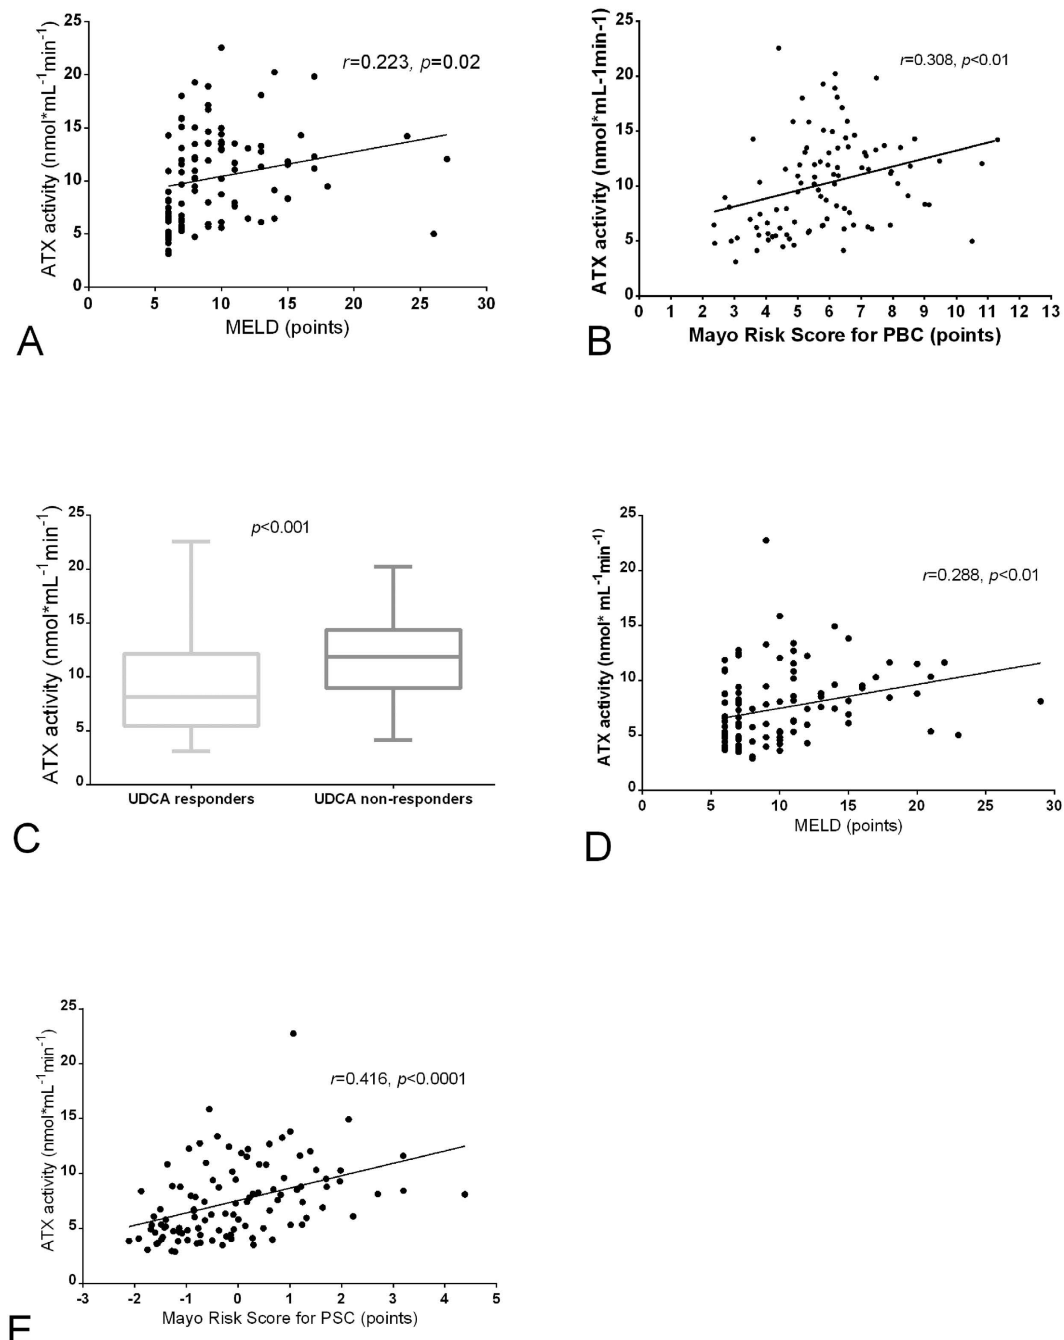 ATX activity (nmol*mL-1min-1)
25
20
15
10
5
0
r=0.223, p=0.02
0 5 10 15 20 25 30
MELD (points)
A
ATX activity (nmol*mL-1min-1)
25
20
15
10
5
0
r=0.308, p<0.01
0 1 2 3 4 5 6 7 8 9 10 11 12 13
Mayo Risk Score for PBC (points)
B
ATX activity (nmol*mL-1min-1)
25
20
15
10
5
0
p<0.001
UDCA responders UDCA non-responders
C
ATX activity (nmol* mL-1min-1)
25
20
15
10
5
0
r=0.288, p<0.01
0 5 10 15 20 25 30
MELD (points)
D
ATX activity (nmol*mL-1min-1)
25
20
15
10
5
0
r=0.416, p<0.0001
-3 -2 -1 0 1 2 3 4 5
Mayo Risk Score for PSC (points)